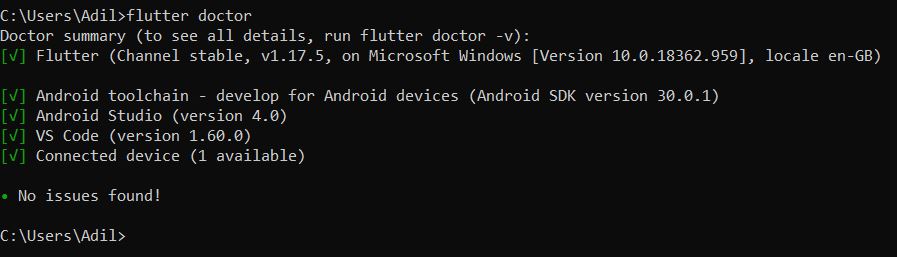 C:\Users\Adil>flutter doctor
Doctor summary (to see all details, run flutter doctor -v):
[√] Flutter (Channel stable, v1.17.5, on Microsoft Windows [Version 10.0.18362.959], locale en-GB)
[√] Android toolchain - develop for Android devices (Android SDK version 30.0.1)
[√] Android Studio (version 4.0)
[√] VS Code (version 1.60.0)
[√] Connected device (1 available)
• No issues found!
C:\Users\Adil>